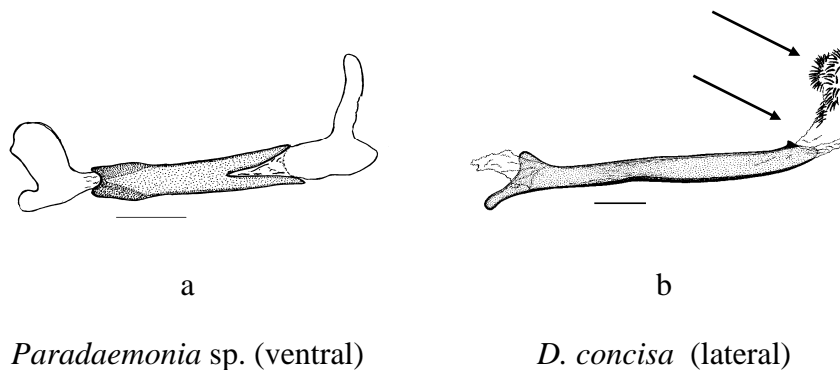 a
b
Paradaemonia sp. (ventral)
D. concisa (lateral)